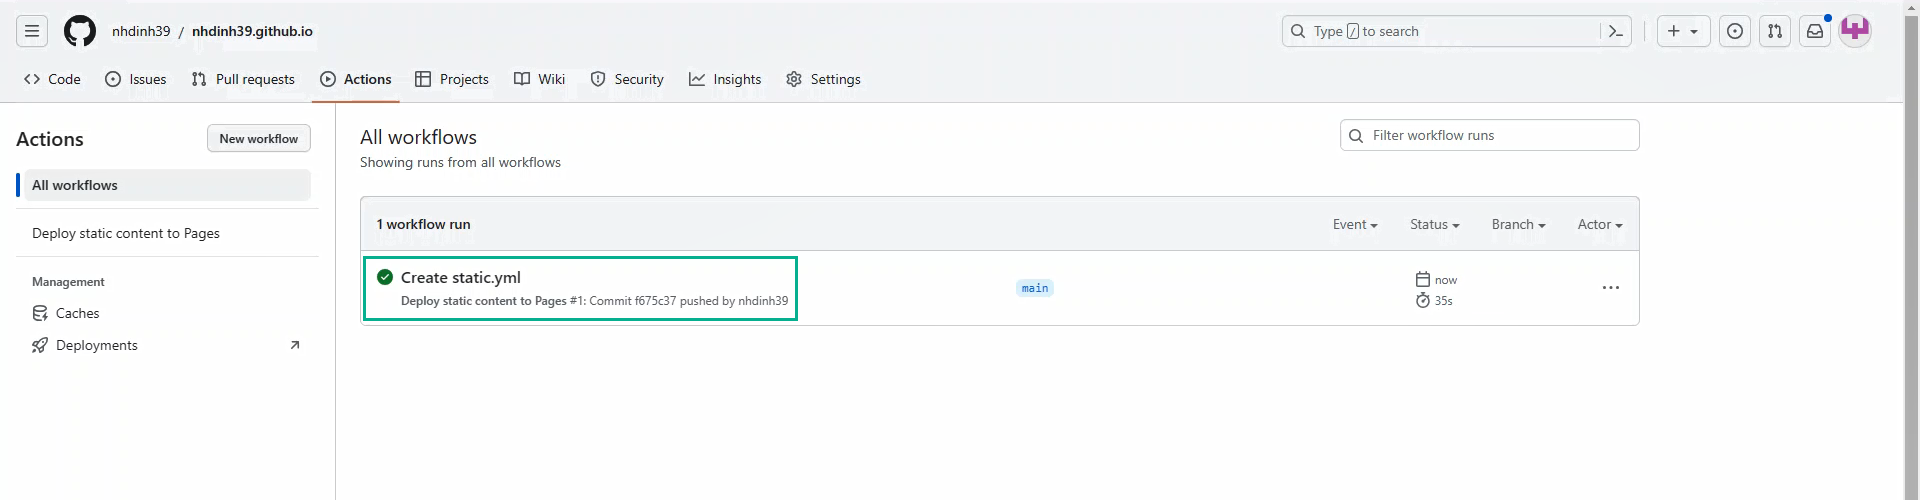 nhdinh39 / nhdinh39.github.io
Type / to search
Code Issues Pull requests Actions Projects Wiki Security Insights Settings
Actions
New workflow
All workflows
Deploy static content to Pages
Management
Caches
Deployments
All workflows
Showing runs from all workflows
Filter workflow runs
1 workflow run
Event Status Branch Actor
Create static.yml
Deploy static content to Pages #1: Commit f675c37 pushed by nhdinh39
main
now
35s